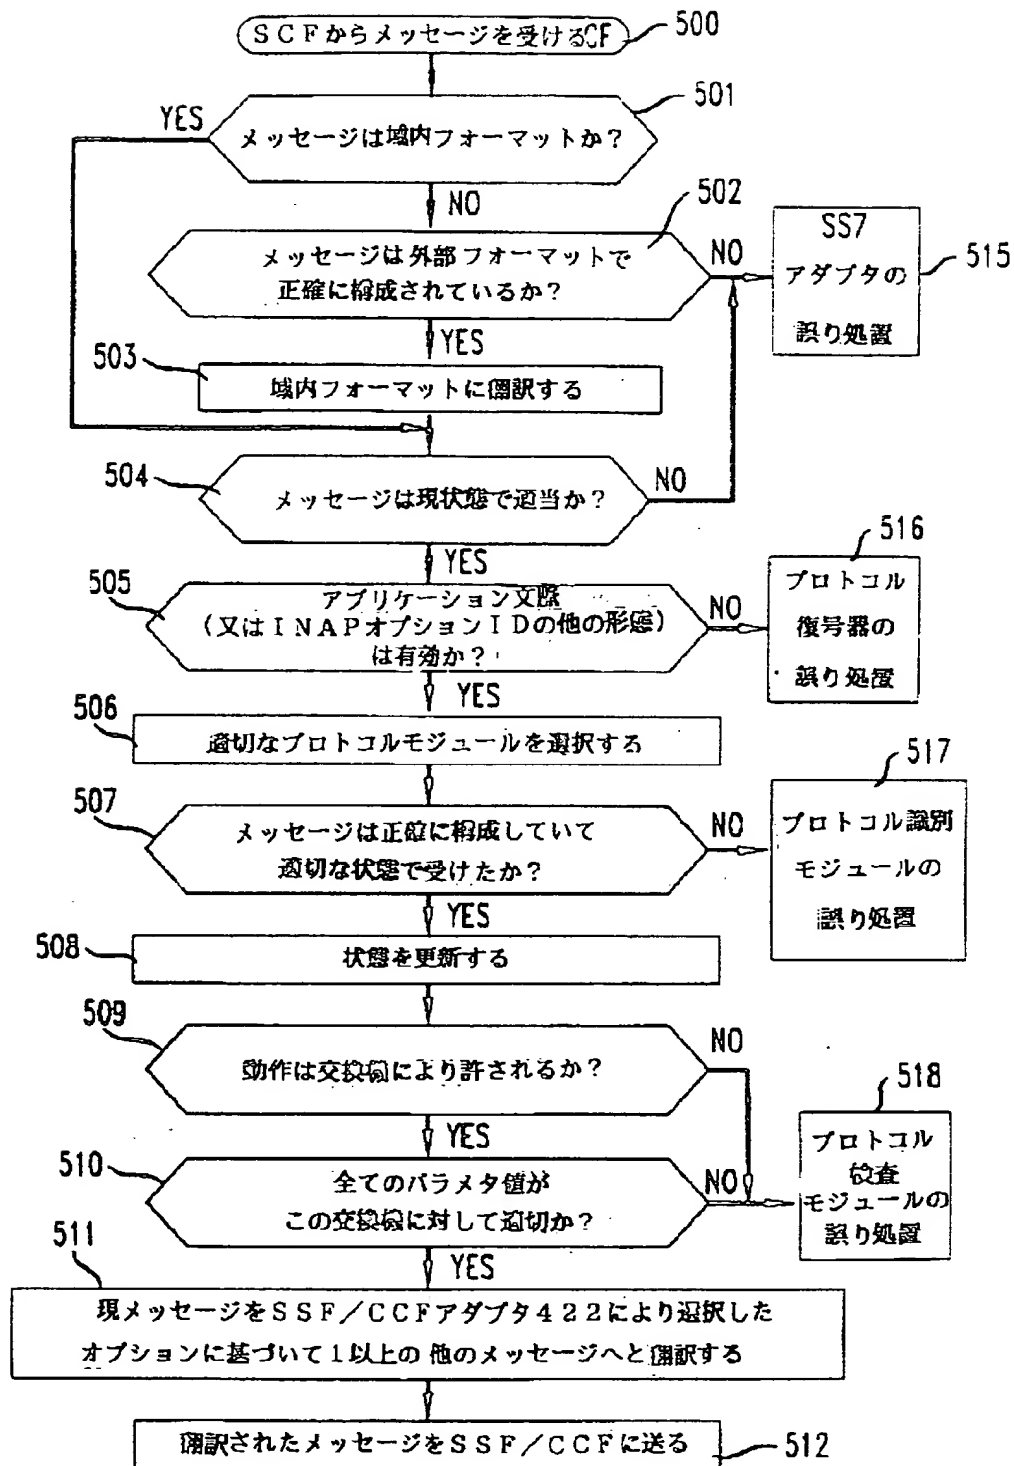 SCFからメッセージを受けるCF
500
501
YES
メッセージは域内フォーマットか?
NO
502
メッセージは外部フォーマットで
正確に構成されているか?
NO
SS7
アダプタの
誤り処置
515
YES
503
域内フォーマットに翻訳する
504
メッセージは現状態で適当か?
NO
YES
505
アプリケーション文脈
(又はINAPオプションIDの他の形態)
は有効か?
NO
516
プロトコル
復号器の
誤り処置
YES
506
適切なプロトコルモジュールを選択する
507
メッセージは正確に構成していて
適切な状態で受けたか?
NO
517
プロトコル識別
モジュールの
誤り処置
YES
508
状態を更新する
509
動作は交換機により許されるか?
NO
YES
510
全てのパラメタ値が
この交換機に対して適切か?
NO
518
プロトコル
検査
モジュールの
誤り処置
YES
511
現メッセージをSSF/CCFアダプタ422により選択した
オプションに基づいて1以上の他のメッセージへと翻訳する
翻訳されたメッセージをSSF/CCFに送る
512